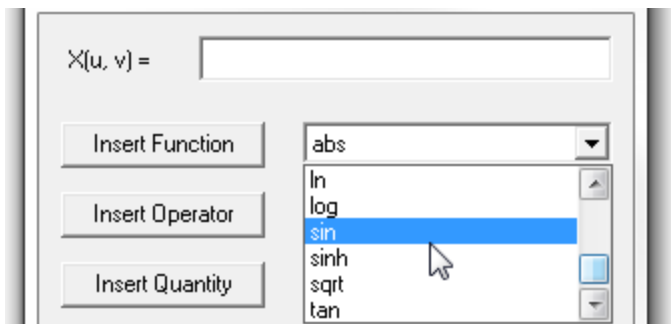 X(u, v) =
Insert Function
abs
ln
log
Insert Operator
sin
sinh
Insert Quantity
sqrt
tan